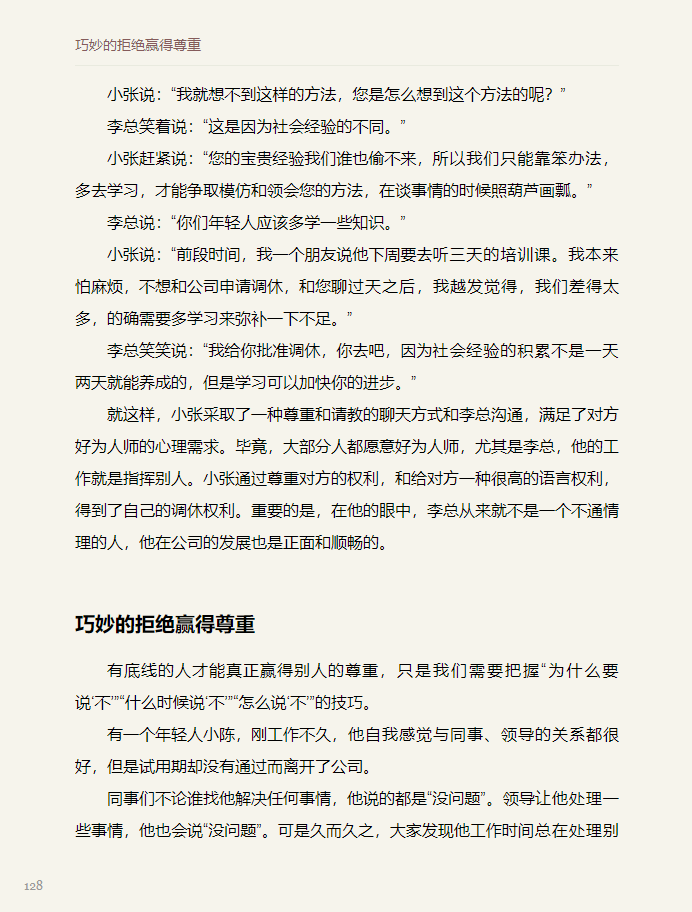 巧妙的拒绝赢得尊重
小张说：“我就想不到这样的方法，您是怎么想到这个方法的呢？”
李总笑着说：“这是因为社会经验的不同。”
小张赶紧说：“您的宝贵经验我们谁也偷不来，所以我们只能靠笨办法，
多去学习，才能争取模仿和领会您的方法，在谈事情的时候照葫芦画瓢。”
李总说：“你们年轻人应该多学一些知识。”
小张说：“前段时间，我一个朋友说他下周要去听三天的培训课。我本来
怕麻烦，不想和公司申请调休，和您聊过天之后，我越发觉得，我们差得太
多，的确需要多学习来弥补一下不足。”
李总笑笑说：“我给你批准调休，你去吧，因为社会经验的积累不是一天
两天就能养成的，但是学习可以加快你的进步。”
就这样，小张采取了一种尊重和请教的聊天方式和李总沟通，满足了对方
好为人师的心理需求。毕竟，大部分人都愿意好为人师，尤其是李总，他的工
作就是指挥别人。小张通过尊重对方的权利，和给对方一种很高的语言权利，
得到了自己的调休权利。重要的是，在他的眼中，李总从来就不是一个不通情
理的人，他在公司的发展也是正面和顺畅的。
巧妙的拒绝赢得尊重
有底线的人才能真正赢得别人的尊重，只是我们需要把握“为什么要
说‘不’”“什么时候说‘不’”“怎么说‘不’”的技巧。
有一个年轻人小陈，刚工作不久，他自我感觉与同事、领导的关系都很
好，但是试用期却没有通过而离开了公司。
同事们不论谁找他解决任何事情，他说的都是“没问题”。领导让他处理一
些事情，他也会说“没问题”。可是久而久之，大家发现他工作时间总在处理别
128